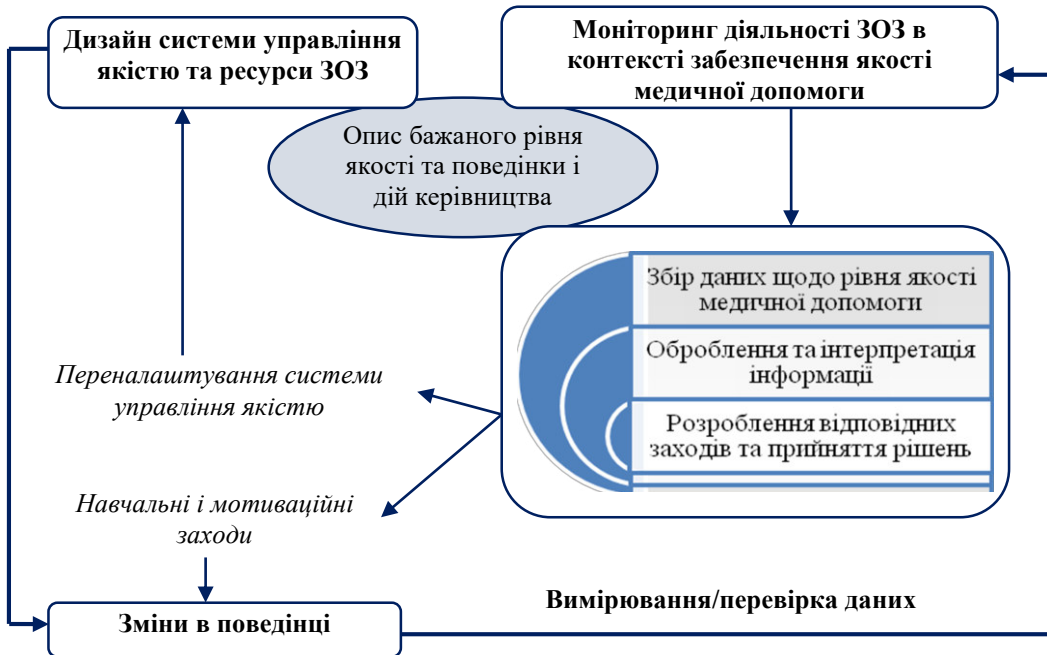 Дизайн системи управління
якістю та ресурси ЗОЗ
Моніторинг діяльності ЗОЗ в
контексті забезпечення якості
медичної допомоги
Опис бажаного рівня
якості та поведінки і
дій керівництва
Збір даних щодо рівня якості
медичної допомоги
Оброблення та інтерпретація
інформації
Розроблення відповідних
заходів та прийняття рішень
Переналаштування системи
управління якістю
Навчальні і мотиваційні
заходи
Вимірювання/перевірка даних
Зміни в поведінці